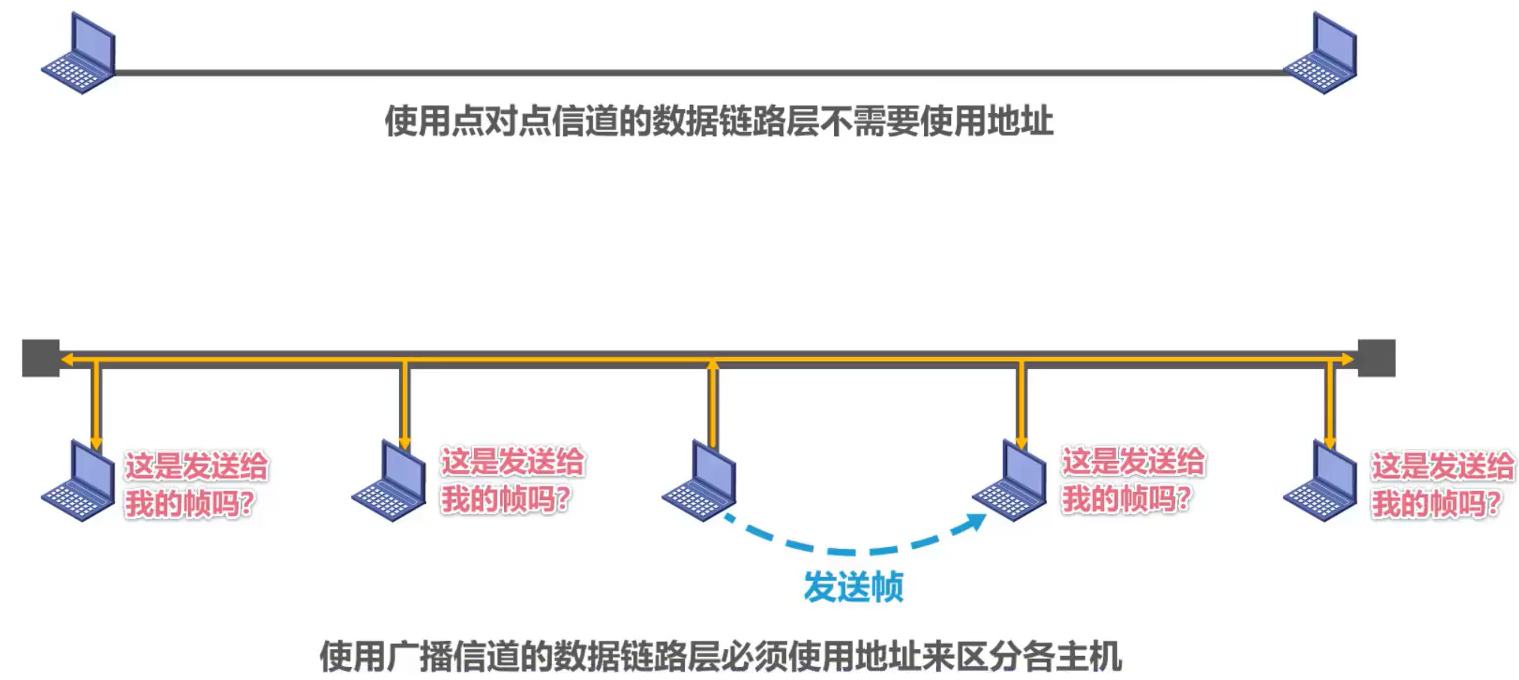 使用点对点信道的数据链路层不需要使用地址
这是发送给
我的帧吗?
这是发送给
我的帧吗?
这是发送给
我的帧吗?
这是发送给
我的帧吗?
发送帧
使用广播信道的数据链路层必须使用地址来区分各主机